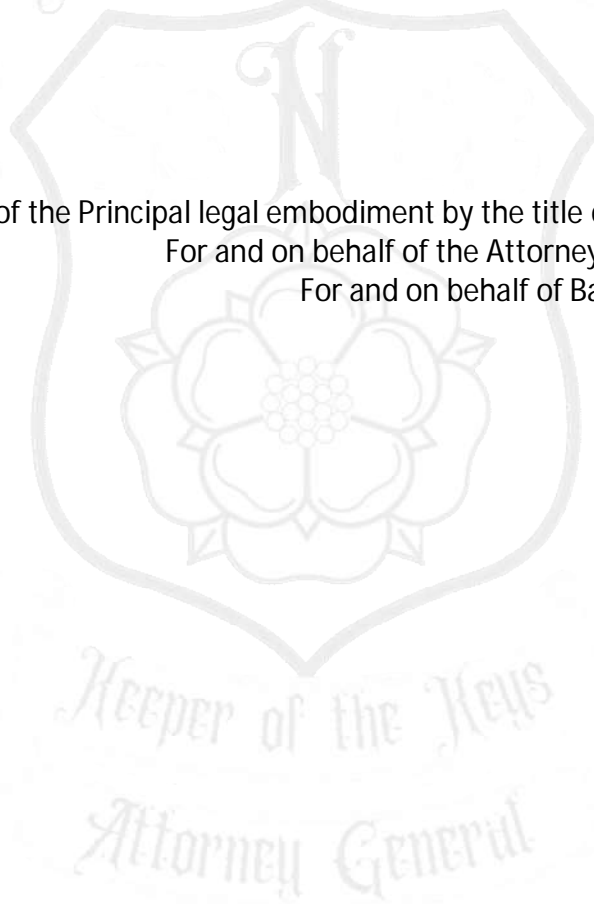 N
of the Principal legal embodiment by the title
For and on behalf of the Attorney
For and on behalf of Ba
Keeper of the Keys
Attorney General